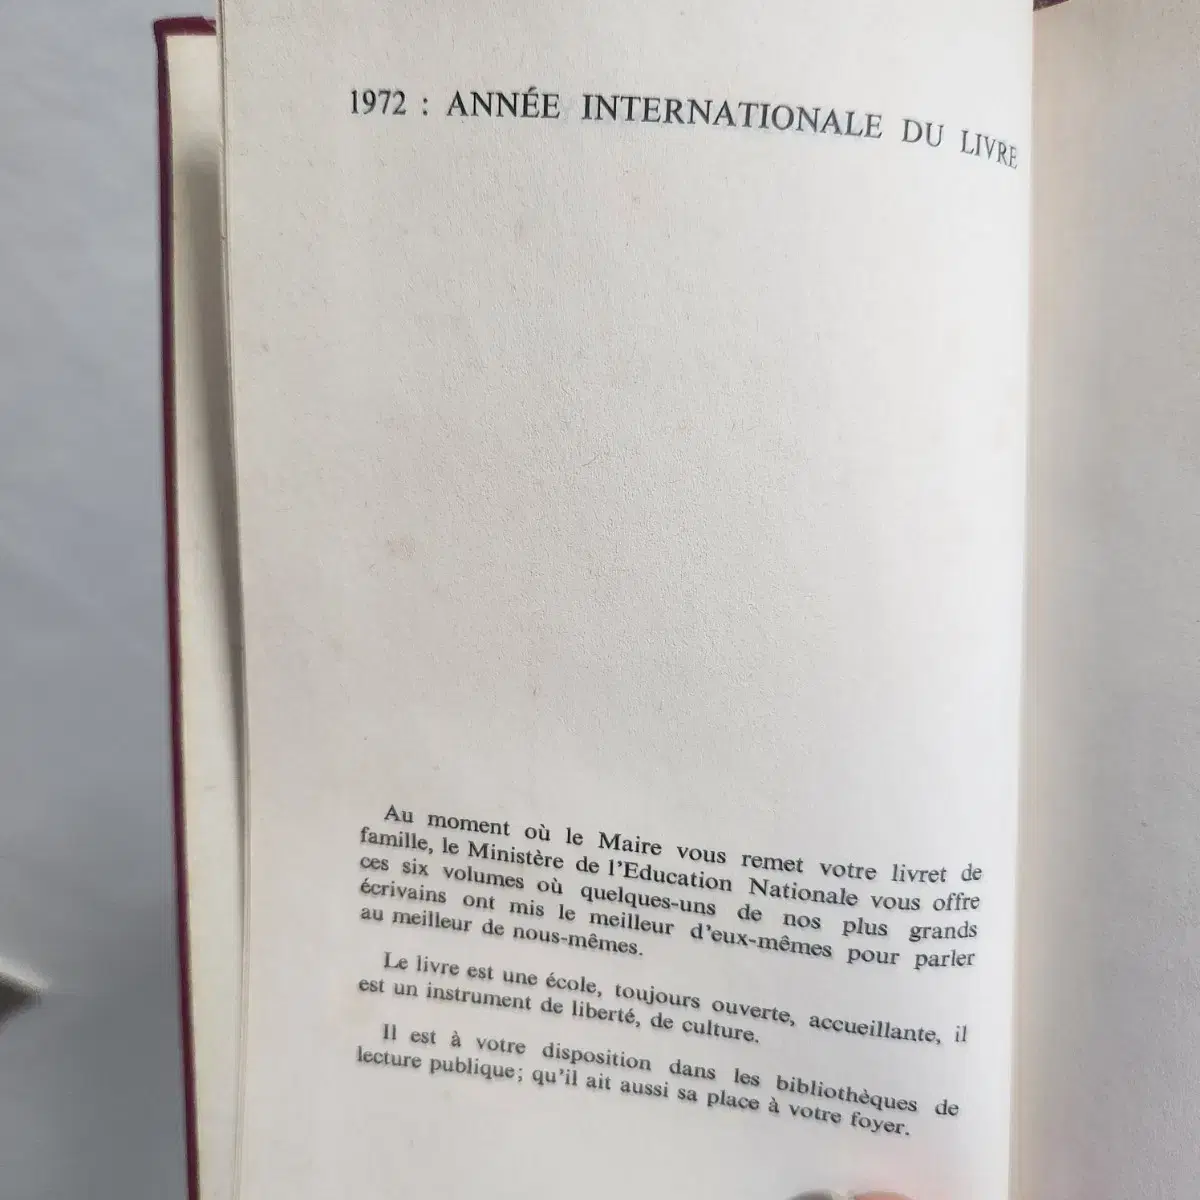 1972 : ANNÉE INTERNATIONALE DU LIVRE
Au moment où le Maire vous remet votre livret de
famille, le Ministère de l'Education Nationale vous offre
ces six volumes où quelques-uns de nos plus grands
écrivains ont mis le meilleur d'eux-mêmes pour parler
au meilleur de nous-mêmes.
Le livre est une école, toujours ouverte, accueillante, il
est un instrument de liberté, de culture.
Il est à votre disposition dans les bibliothèques de
lecture publique; qu'il ait aussi sa place à votre foyer.